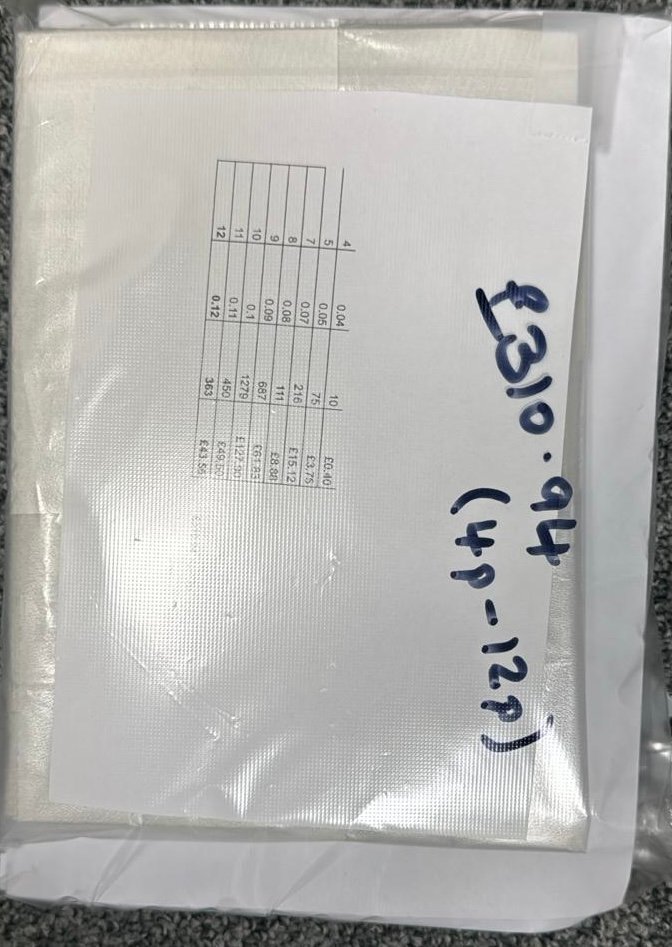 £310.94
(4p-12p)
4 0.04 10 £0.40
5 0.05 75 £3.75
7 0.07 216 £15.12
8 0.08 111 £8.88
9 0.09 687 £61.83
10 0.1 1279 £127.90
11 0.11 450 £49.50
12 0.12 363 £43.56